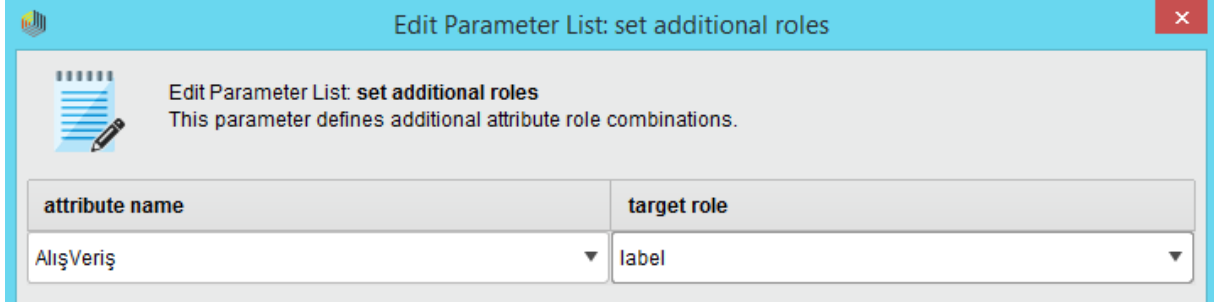 Edit Parameter List: set additional roles
Edit Parameter List: set additional roles
This parameter defines additional attribute role combinations.
attribute name target role
AlışVeriş label